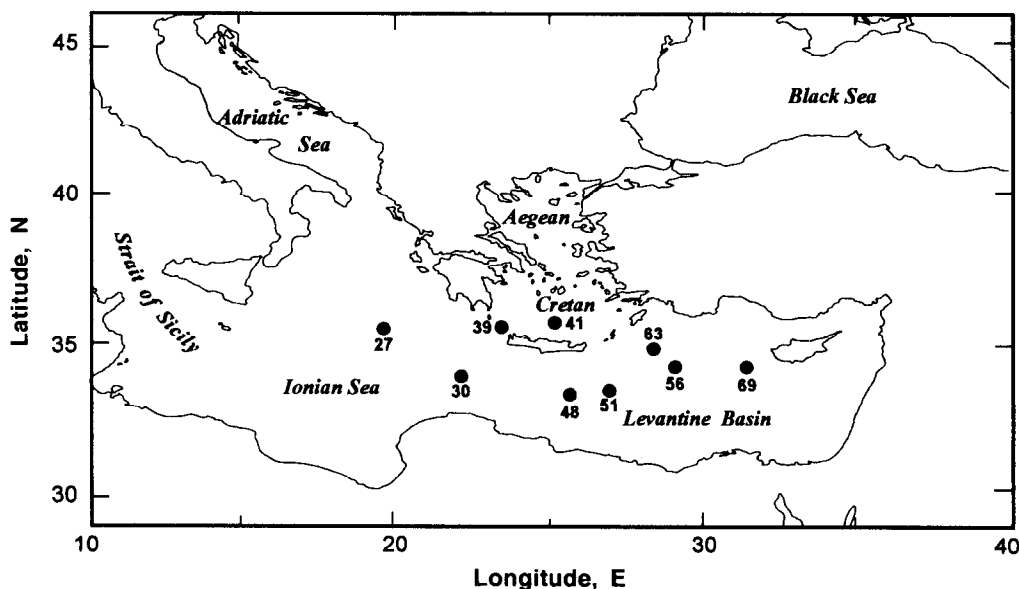 45
Black Sea
Adriatic
Sea
40
Aegean
Strait of Sicily
Cretan
39
41
63
35
27
Ionian Sea
30
56
69
48
51
Levantine Basin
30
10
20
30
40
Latitude, N
Longitude, E